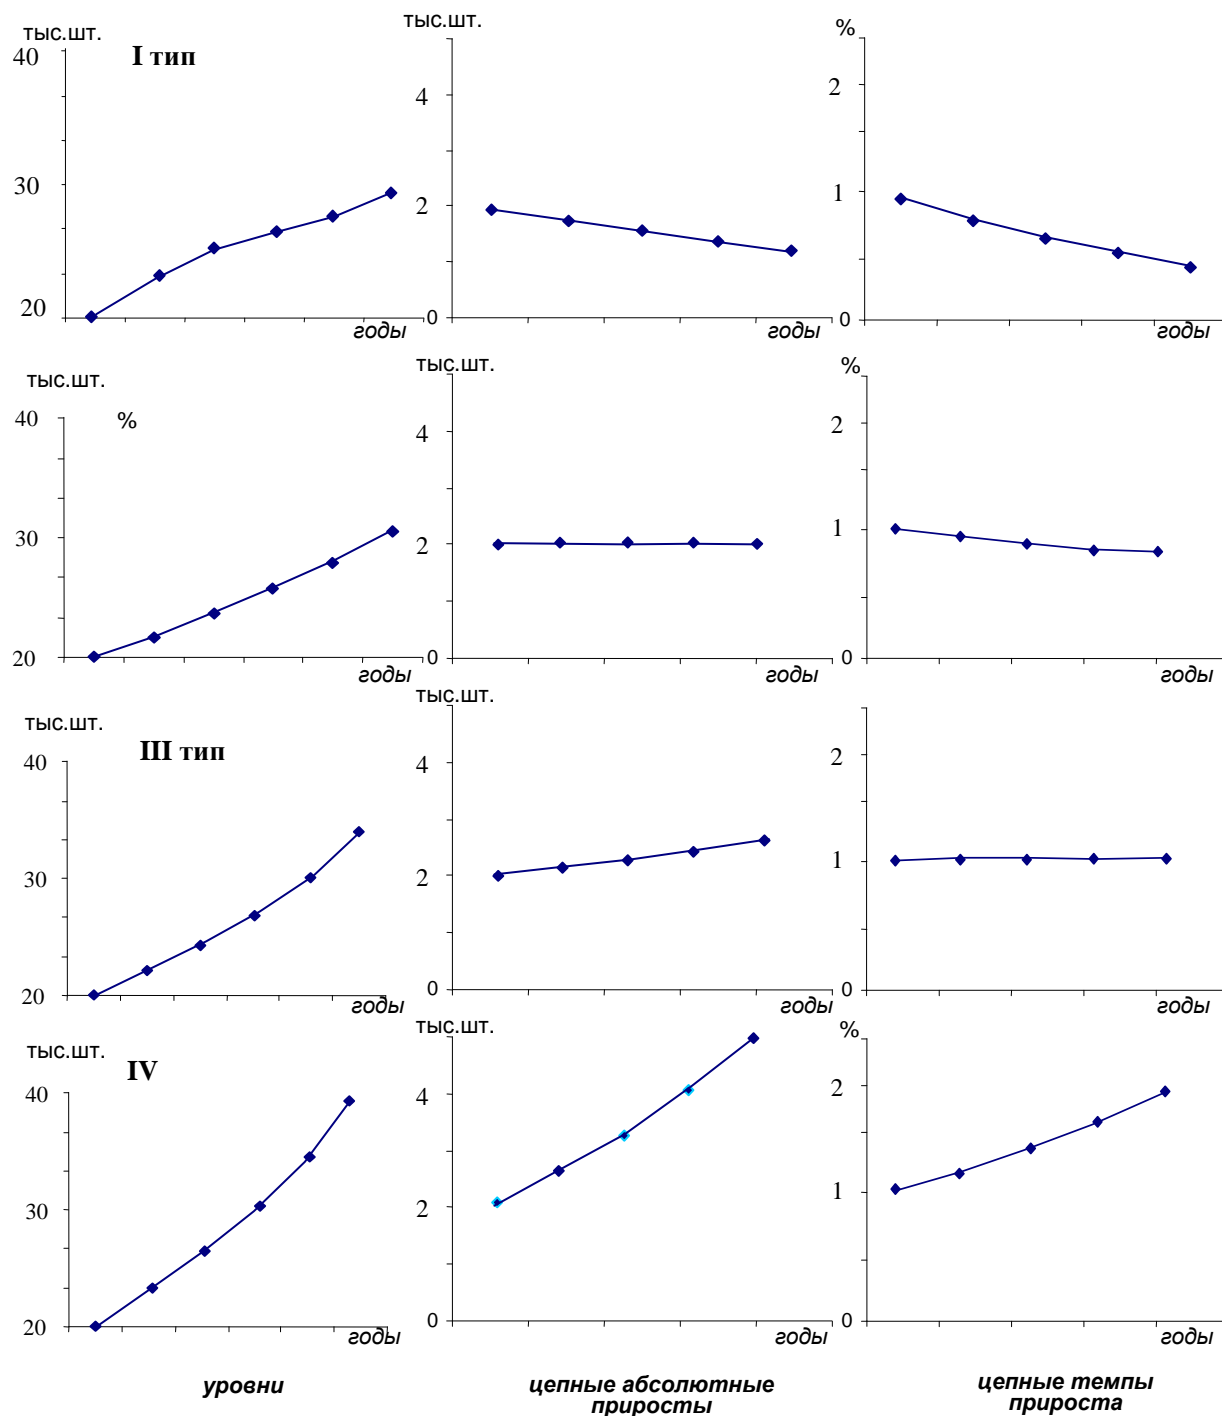 тыс.шт.
I тип
40
30
20
годы
тыс.шт.
4
2
0
годы
%
2
1
0
годы
тыс.шт.
%
40
30
20
годы
тыс.шт.
4
2
0
годы
%
2
1
0
годы
тыс.шт.
III тип
40
30
20
годы
тыс.шт.
4
2
0
годы
2
1
0
годы
тыс.шт.
IV
40
30
20
годы
тыс.шт.
4
2
0
годы
%
2
1
0
годы
уровни
цепные абсолютные
приросты
цепные темпы
прироста